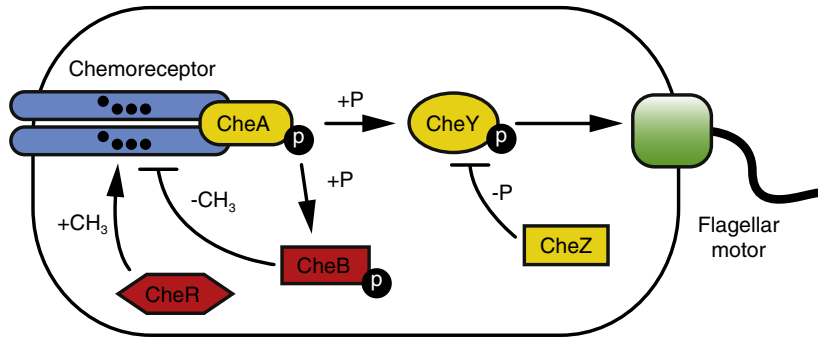 Chemoreceptor
CheA
P
+P
CheY
P
+P
-CH₃
-P
+CH₃
CheB
P
CheZ
CheR
Flagellar
motor